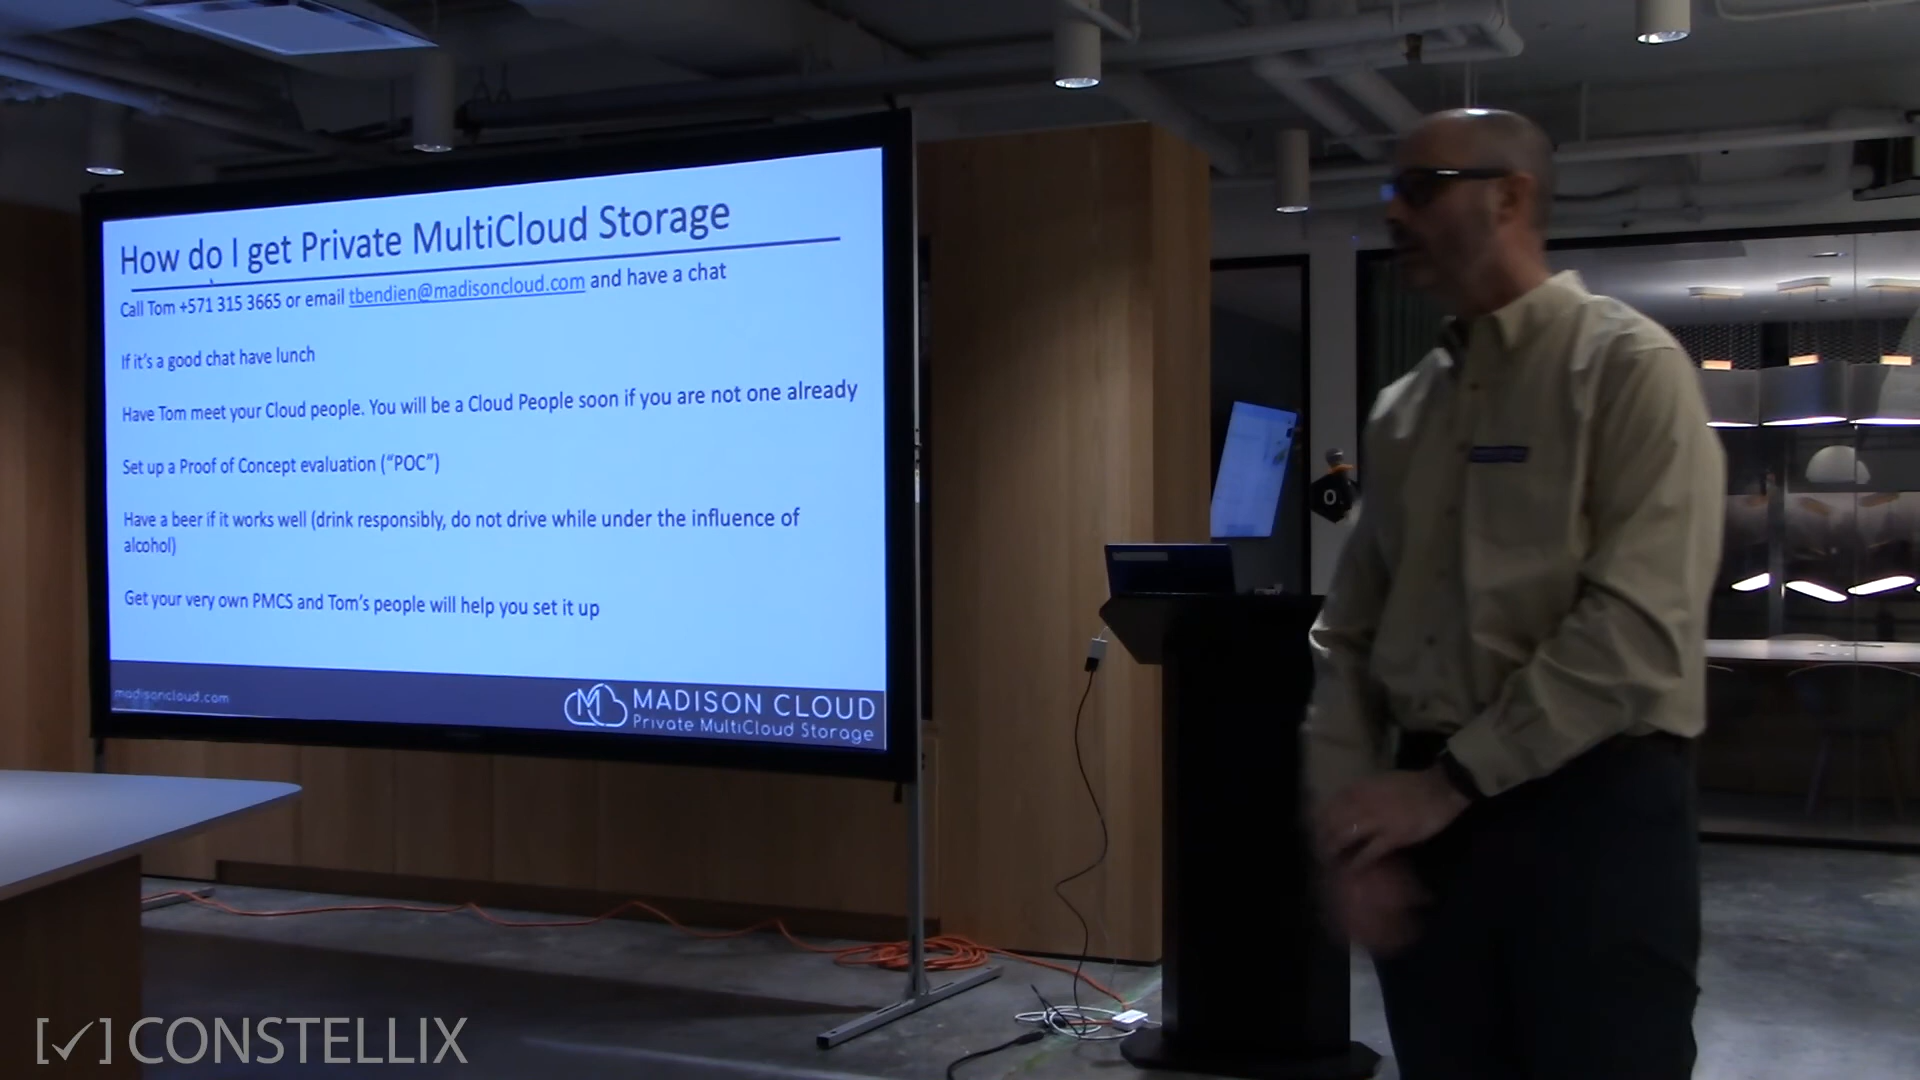 How do I get Private MultiCloud Storage
Call Tom +571 315 3665 or email tbendien@madisoncloud.com and have a chat
If it's a good chat have lunch
Have Tom meet your Cloud people. You will be a Cloud People soon if you are not one already
Set up a Proof of Concept evaluation ("POC")
Have a beer if it works well (drink responsibly, do not drive while under the influence of
alcohol)
Get your very own PMCS and Tom's people will help you set it up
madisoncloud.com
M MADISON CLOUD
Private MultiCloud Storage
CONSTELLIX